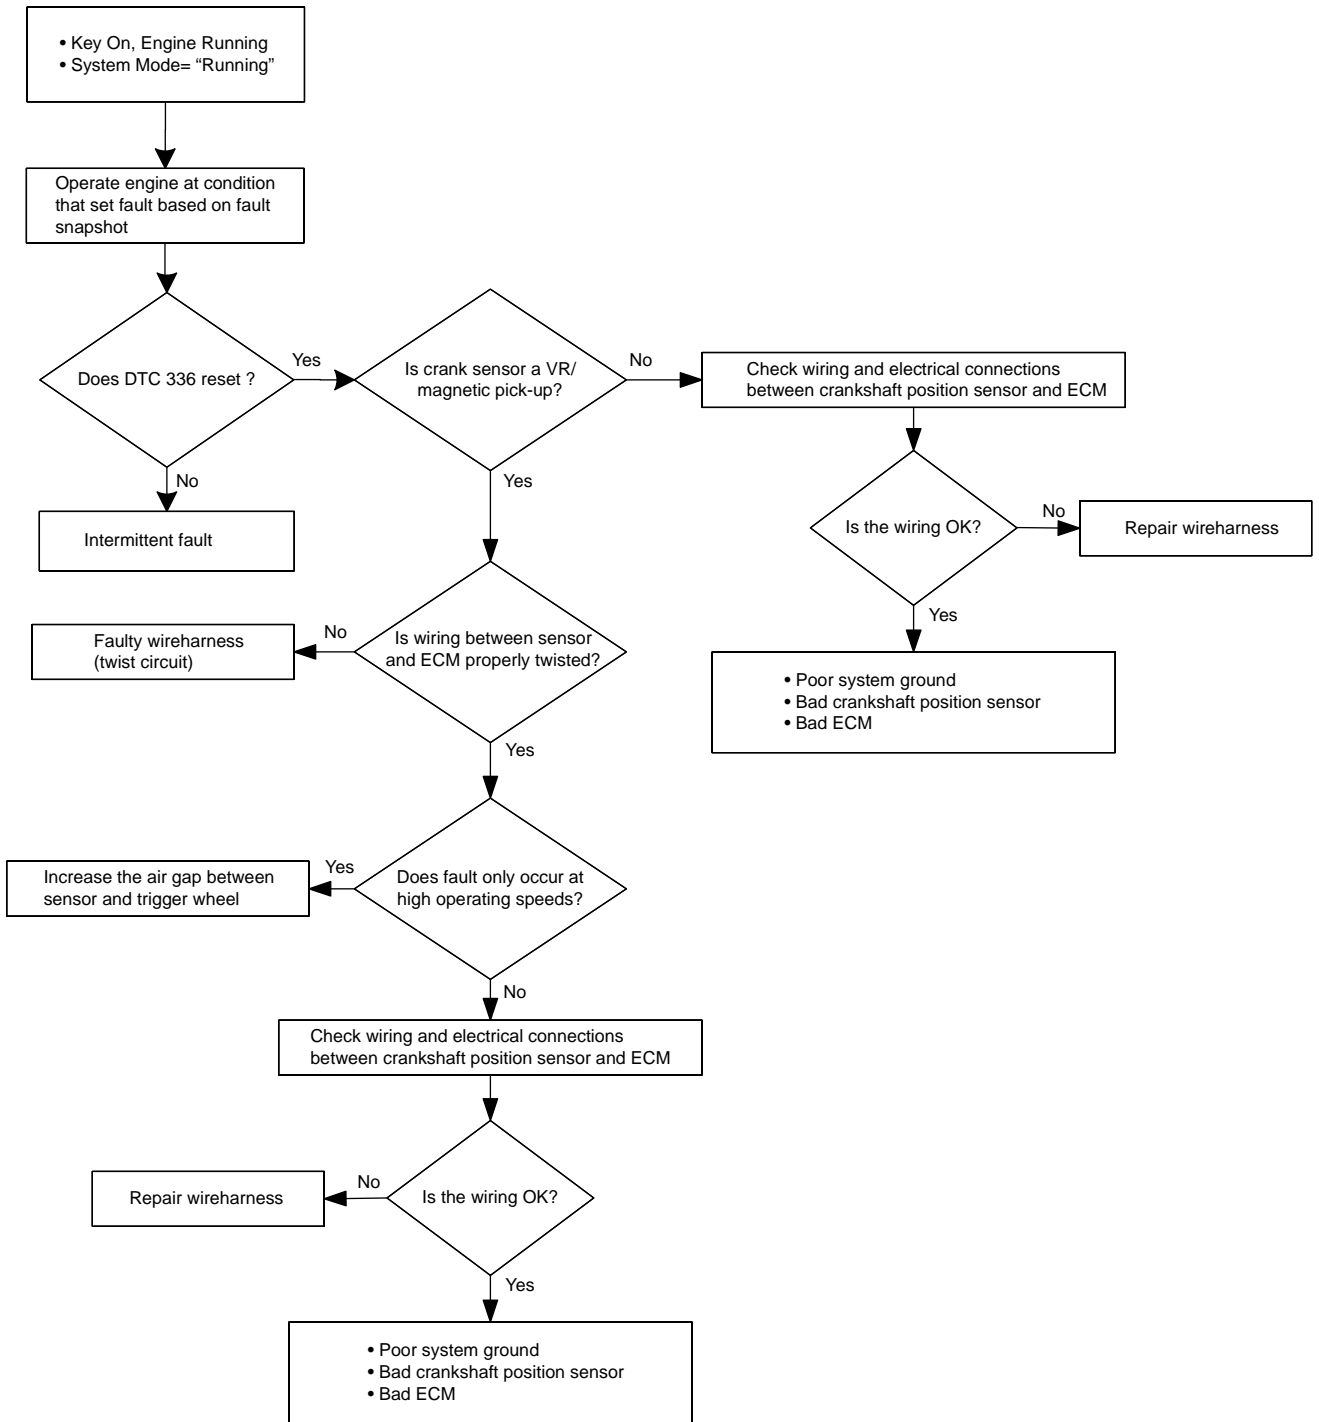 • Key On, Engine Running
• System Mode= “Running”
Operate engine at condition
that set fault based on fault
snapshot
Does DTC 336 reset ?
Yes
No
Intermittent fault
Is crank sensor a VR/
magnetic pick-up?
No
Yes
Check wiring and electrical connections
between crankshaft position sensor and ECM
Is the wiring OK?
No
Repair wireharness
Yes
• Poor system ground
• Bad crankshaft position sensor
• Bad ECM
Is wiring between sensor
and ECM properly twisted?
No
Faulty wireharness
(twist circuit)
Yes
Does fault only occur at
high operating speeds?
Yes
Increase the air gap between
sensor and trigger wheel
No
Check wiring and electrical connections
between crankshaft position sensor and ECM
Is the wiring OK?
No
Repair wireharness
Yes
• Poor system ground
• Bad crankshaft position sensor
• Bad ECM